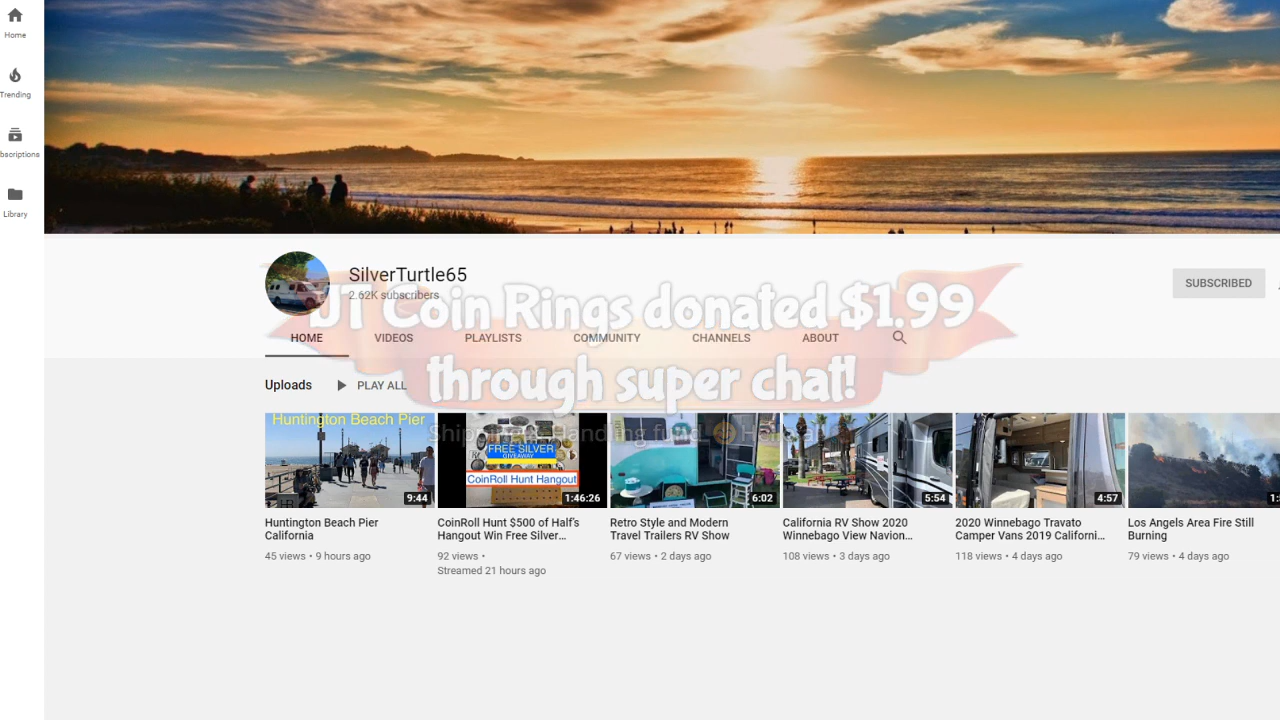 Home
Trending
bscriptions
Library
SilverTurtle65
2.62K subscribers
SUBSCRIBED
UT Coin Rings donated $1.99
through super chat!
HOME
VIDEOS
PLAYLISTS
COMMUNITY
CHANNELS
ABOUT
Uploads
PLAY ALL
Handling fund
Huntington Beach Pier
9:44
FREE SILVER
GIVEAWAY
CoinRoll Hunt Hangout
1:46:26
6:02
5:54
4:57
Huntington Beach Pier
California
45 views • 9 hours ago
CoinRoll Hunt $500 of Half's
Hangout Win Free Silver…
92 views •
Streamed 21 hours ago
Retro Style and Modern
Travel Trailers RV Show
67 views • 2 days ago
California RV Show 2020
Winnebago View Navion…
108 views • 3 days ago
2020 Winnebago Travato
Camper Vans 2019 Californi…
118 views • 4 days ago
Los Angels Area Fire Still
Burning
79 views • 4 days ago